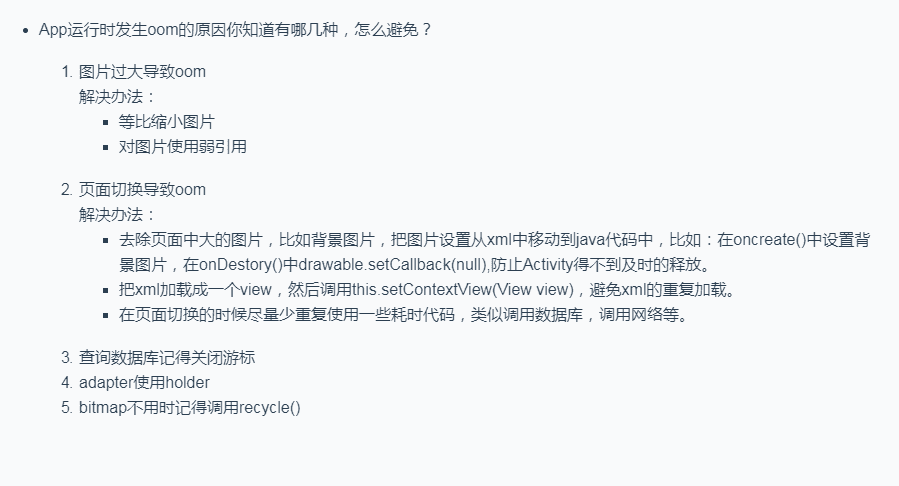 App运行时发生oom的原因你知道有哪几种，怎么避免？
1. 图片过大导致oom
解决办法：
等比缩小图片
对图片使用弱引用
2. 页面切换导致oom
解决办法：
去除页面中大的图片，比如背景图片，把图片设置从xml中移动到java代码中，比如：在oncreate()中设置背
景图片，在onDestory()中drawable.setCallback(null),防止Activity得不到及时的释放。
把xml加载成一个view，然后调用this.setContextView(View view)，避免xml的重复加载。
在页面切换的时候尽量少重复使用一些耗时代码，类似调用数据库，调用网络等。
3. 查询数据库记得关闭游标
4. adapter使用holder
5. bitmap不用时记得调用recycle()